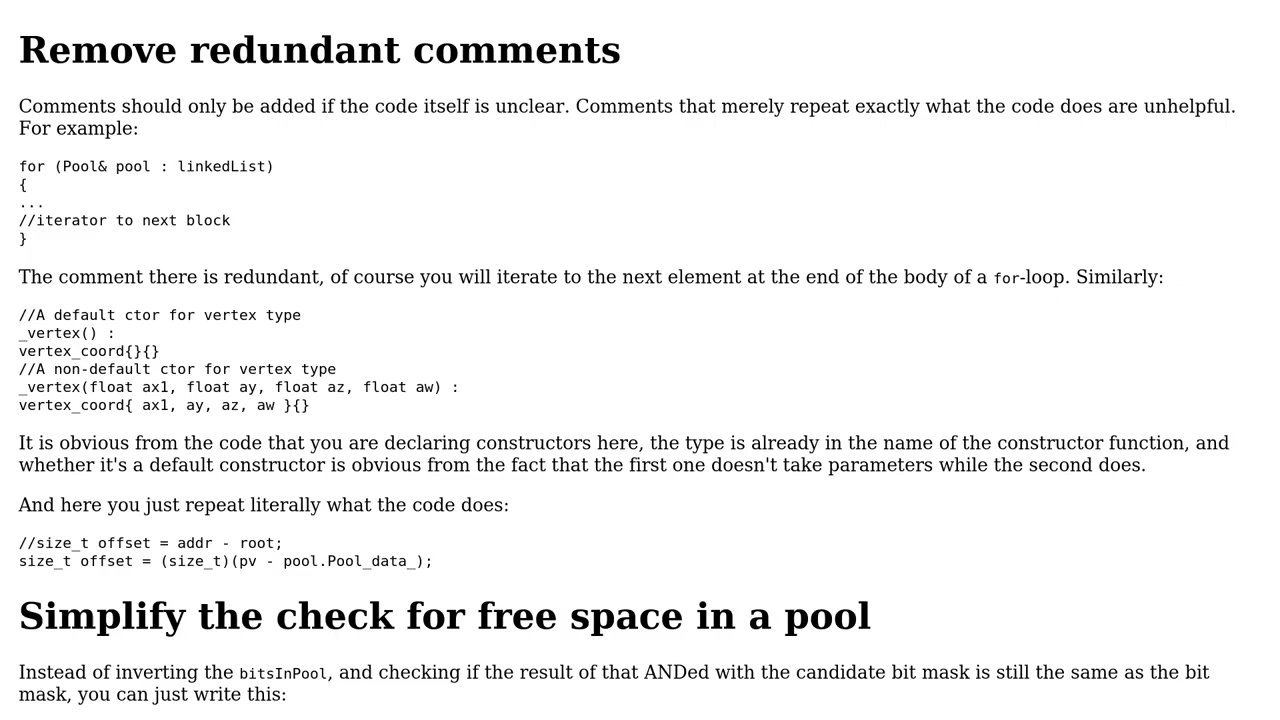 Remove redundant comments
Comments should only be added if the code itself is unclear. Comments that merely repeat exactly what the code does are unhelpful.
For example:
for (Pool& pool : linkedList)
{
...
//iterator to next block
}
The comment there is redundant, of course you will iterate to the next element at the end of the body of a for-loop. Similarly:
//A default ctor for vertex type
_vertex() :
vertex_coord{}{}
//A non-default ctor for vertex type
_vertex(float ax1, float ay, float az, float aw) :
vertex_coord{ ax1, ay, az, aw }{}
It is obvious from the code that you are declaring constructors here, the type is already in the name of the constructor function, and
whether it's a default constructor is obvious from the fact that the first one doesn't take parameters while the second does.
And here you just repeat literally what the code does:
//size_t offset = addr - root;
size_t offset = (size_t)(pv - pool.Pool_data_);
Simplify the check for free space in a pool
Instead of inverting the bitsInPool, and checking if the result of that ANDed with the candidate bit mask is still the same as the bit
mask, you can just write this: